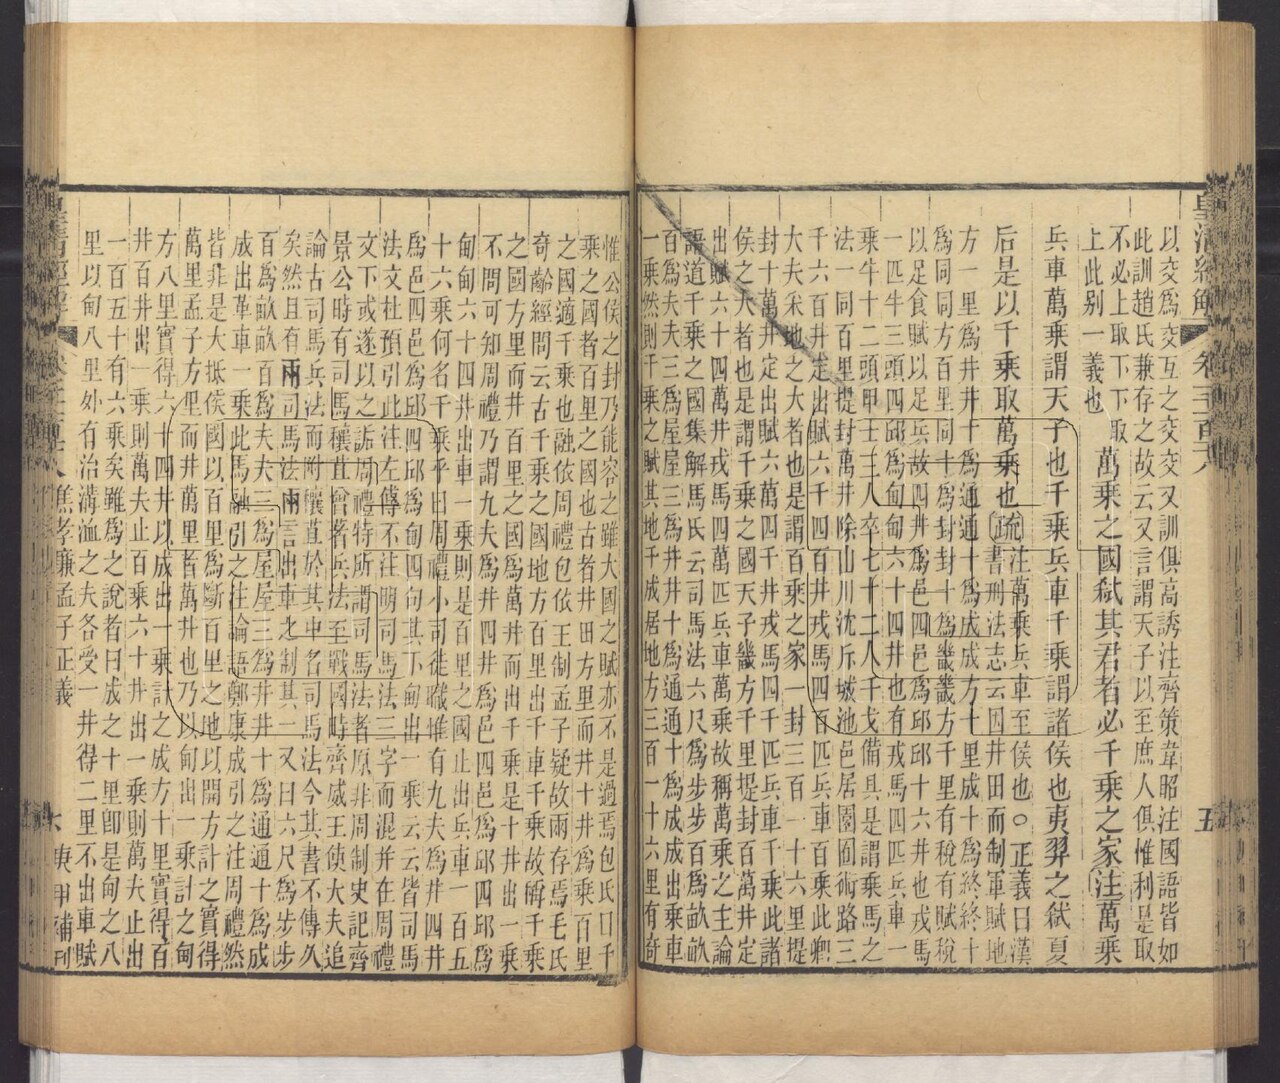 皇清經解
卷千一百十八
五
以交爲交互之交交又訓俱高誘注齊策韋昭注國語皆如
此訓趙氏兼存之故云又言謂天子以至庶人俱惟利是取
不必上取下下取
上此别一義也
萬乘之國弒其君者必千乘之家注萬乘
兵車萬乘謂天子也千乘兵車千乘謂諸侯也夷羿之弒夏
后是以千乘取萬乘也疏
注萬乘兵車至侯也○正義曰漢
書刑法志云因井田而制軍賦地
方一里爲井井十爲通通十爲成成方十里成十爲終終十
爲同同方百里同十爲封封十爲畿畿方千里有稅有賦稅
以足食賦以足兵故四井爲邑四邑爲邱邱十六井也戎馬
一匹牛三頭四邱爲甸甸六十四井也有戎馬四匹兵車一
乘牛十二頭甲士三人卒七十二人干戈備具是謂乘馬之
法一同百里提封萬井除山川沈斥城池邑居園囿術路三
千六百井定出賦六千四百井戎馬四百匹兵車百乘此卿
大夫采地之大者也是謂百乘之家一封三百一十六里提
封十萬井定出賦六萬四千井戎馬四千匹兵車千乘此諸
侯之大者也是謂千乘之國天子畿方千里提封百萬井定
出賦六十四萬井戎馬四萬匹兵車萬乘故稱萬乘之主論
語道千乘之國集解馬氏云司馬法六尺爲步步百爲畝畝
百爲夫夫三爲屋屋三爲井井十爲通通十爲成成出乘車
一乘然則千乘之賦其地千成居地方三百一十六里有奇
惟公侯之封乃能容之雖大國之賦亦不是過焉包氏曰千
乘之國者百里之國也古者井田方里而井十井爲乘百里
之國適千乘也融依周禮包依王制孟子疑故兩存焉毛氏
奇齡經問云古千乘之國地方百里出千車千乘故稱千乘
之國方里而井百里之國爲萬井而出千乘是十井出一乘
不問可知周禮乃謂九夫爲井四井爲邑四邑爲邱四邱爲
甸甸六十四井出車一乘則是百里之國止出兵車一百五
十六乘何名千乘乎曰周禮小司徒職惟有九夫爲井四井
爲邑四邑爲邱四邱爲甸四句其下甸出一乘云云皆司馬
法文杜預引此注左傳不注明司馬法三字而混并在周禮
文下或遂以之詬周禮特所謂司馬法者原非周制史記齊
景公時有司馬穰苴曾著兵法至戰國時齊威王使大夫追
論古司馬兵法而附穰苴於其中名司馬法今其書不傳久
矣然且有兩司馬法兩言出車之制其一又曰六尺爲步步
百爲畝畝百爲夫夫三爲屋屋三爲井井十爲通通十爲成
成出革車一乘此馬融引之注論語鄭康成引之注周禮然
皆非是大抵侯國以百里爲斷百里之地以開方計之實得
萬里孟子方里而井萬里者萬井也乃以甸出一乘計之甸
方八里實得六十四井以成出一乘計之成方十里實得百
井百井出一乘則萬夫止百乘六十井出一乘則萬夫止出
一百五十有六乘矣雖爲之說者曰成之十里卽是甸之八
里以甸八里外有治溝洫之夫各受一井得二里不出車賦
皇清經解
焦孝廉孟子正義
庚申補刊